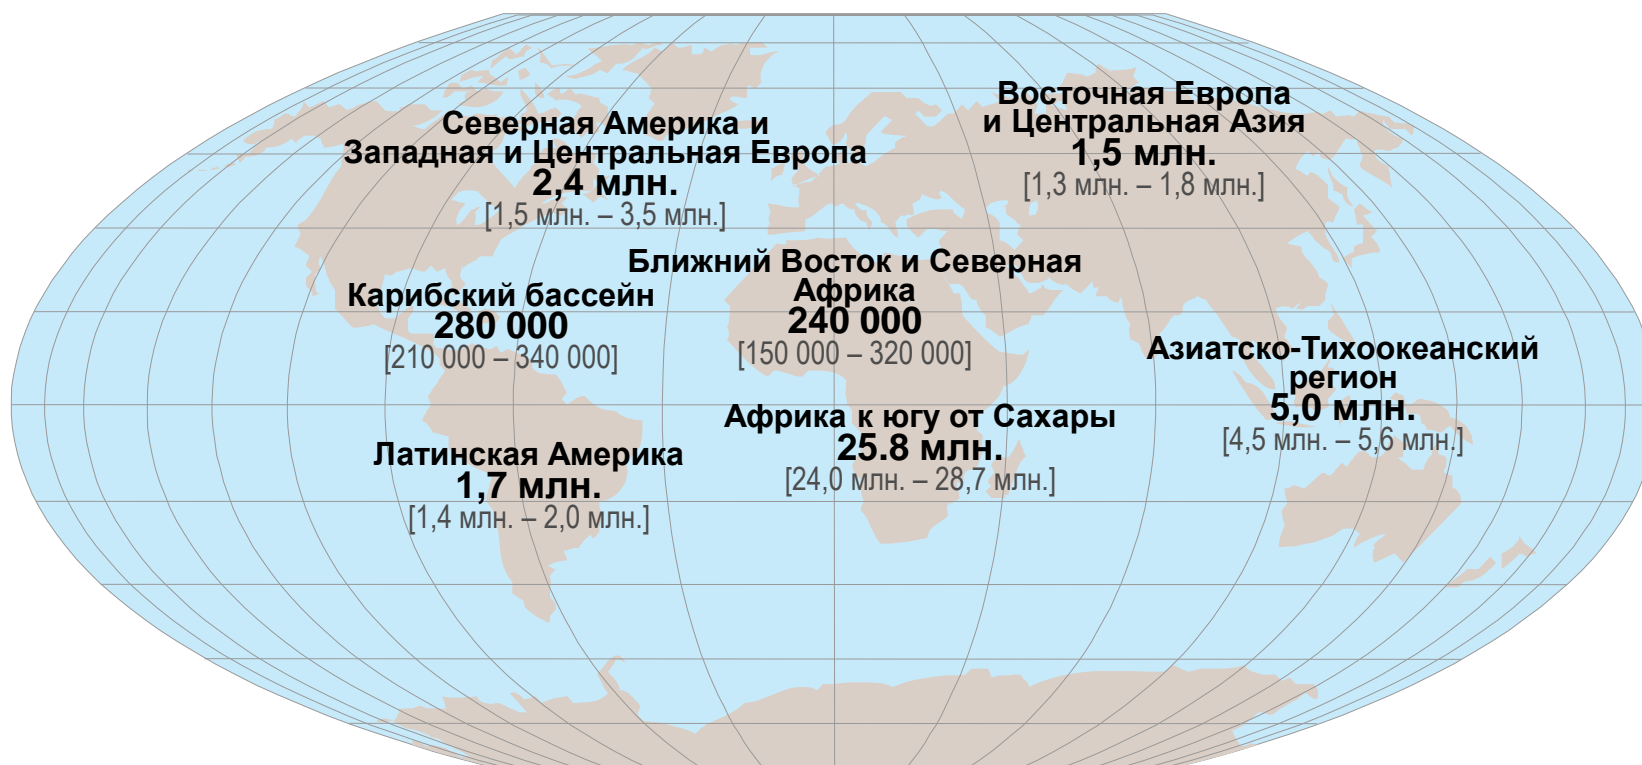 Северная Америка и
Западная и Центральная Европа
2,4 млн.
[1,5 млн. – 3,5 млн.]
Восточная Европа
и Центральная Азия
1,5 млн.
[1,3 млн. – 1,8 млн.]
Карибский бассейн
280 000
[210 000 – 340 000]
Ближний Восток и Северная
Африка
240 000
[150 000 – 320 000]
Азиатско-Тихоокеанский
регион
5,0 млн.
[4,5 млн. – 5,6 млн.]
Латинская Америка
1,7 млн.
[1,4 млн. – 2,0 млн.]
Африка к югу от Сахары
25.8 млн.
[24,0 млн. – 28,7 млн.]